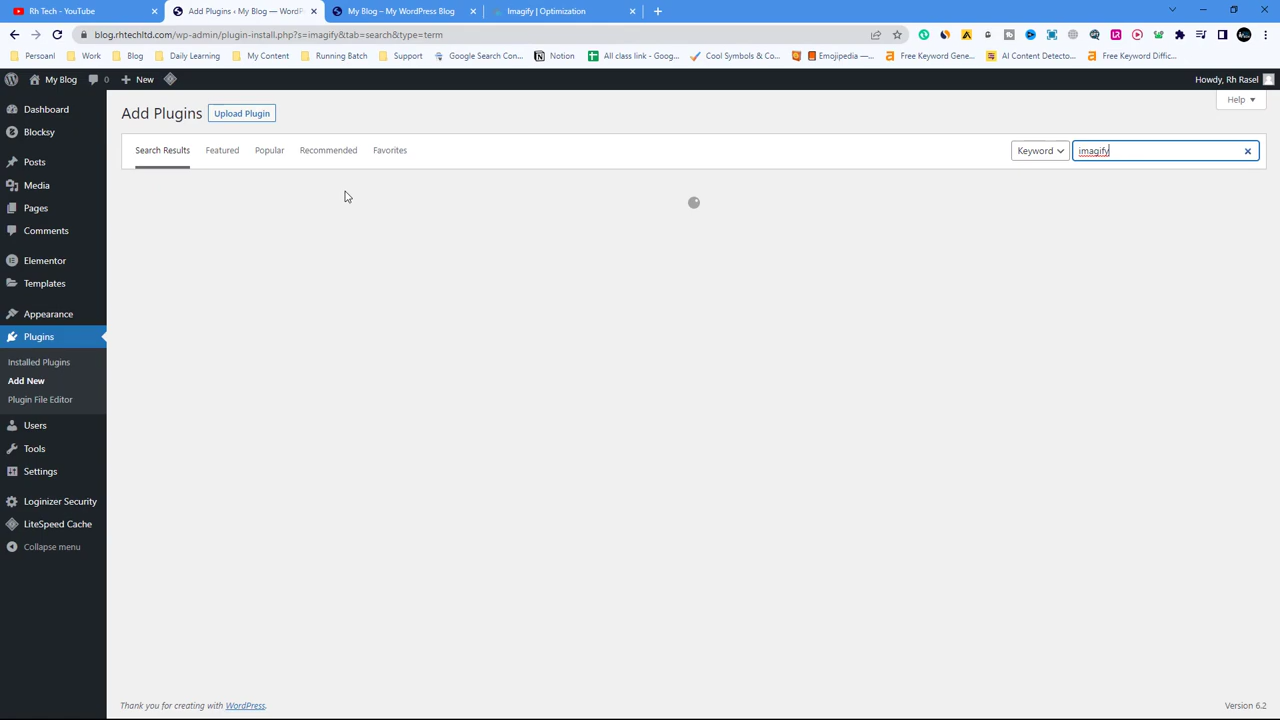 Rh Tech - YouTube
Add Plugins ‹ My Blog — WordPr
My Blog – My WordPress Blog
Imagify | Optimization
blog.rhtechltd.com/wp-admin/plugin-install.php?s=imagify&tab=search&type=term
Persoanl
Work
Blog
Daily Learning
My Content
Running Batch
Support
Google Search Con...
Notion
All class link - Goog...
Cool Symbols & Co...
Emojipedia — 
Free Keyword Gene...
AI Content Detecto...
Free Keyword Diffic...
My Blog
0
New
Howdy, Rh Rasel
Dashboard
Blocksy
Posts
Media
Pages
Comments
Elementor
Templates
Appearance
Plugins
Installed Plugins
Add New
Plugin File Editor
Users
Tools
Settings
Loginizer Security
LiteSpeed Cache
Collapse menu
Help
Add Plugins
Upload Plugin
Search Results
Featured
Popular
Recommended
Favorites
Keyword
imagify
Thank you for creating with WordPress.
Version 6.2